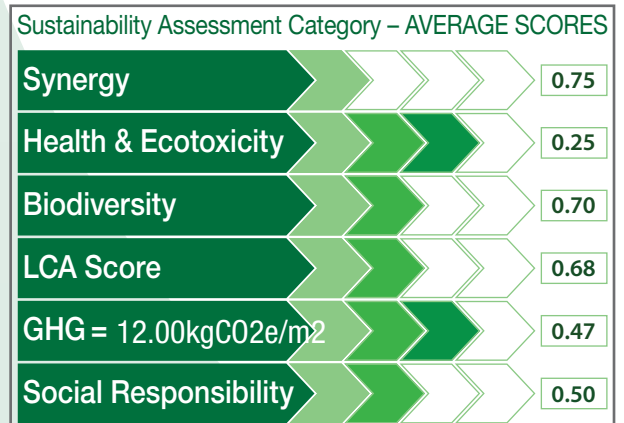 Sustainability Assessment Category – AVERAGE SCORES
Synergy 0.75
Health & Ecotoxicity 0.25
Biodiversity 0.70
LCA Score 0.68
GHG = 12.00kgCO2e/m2 0.47
Social Responsibility 0.50